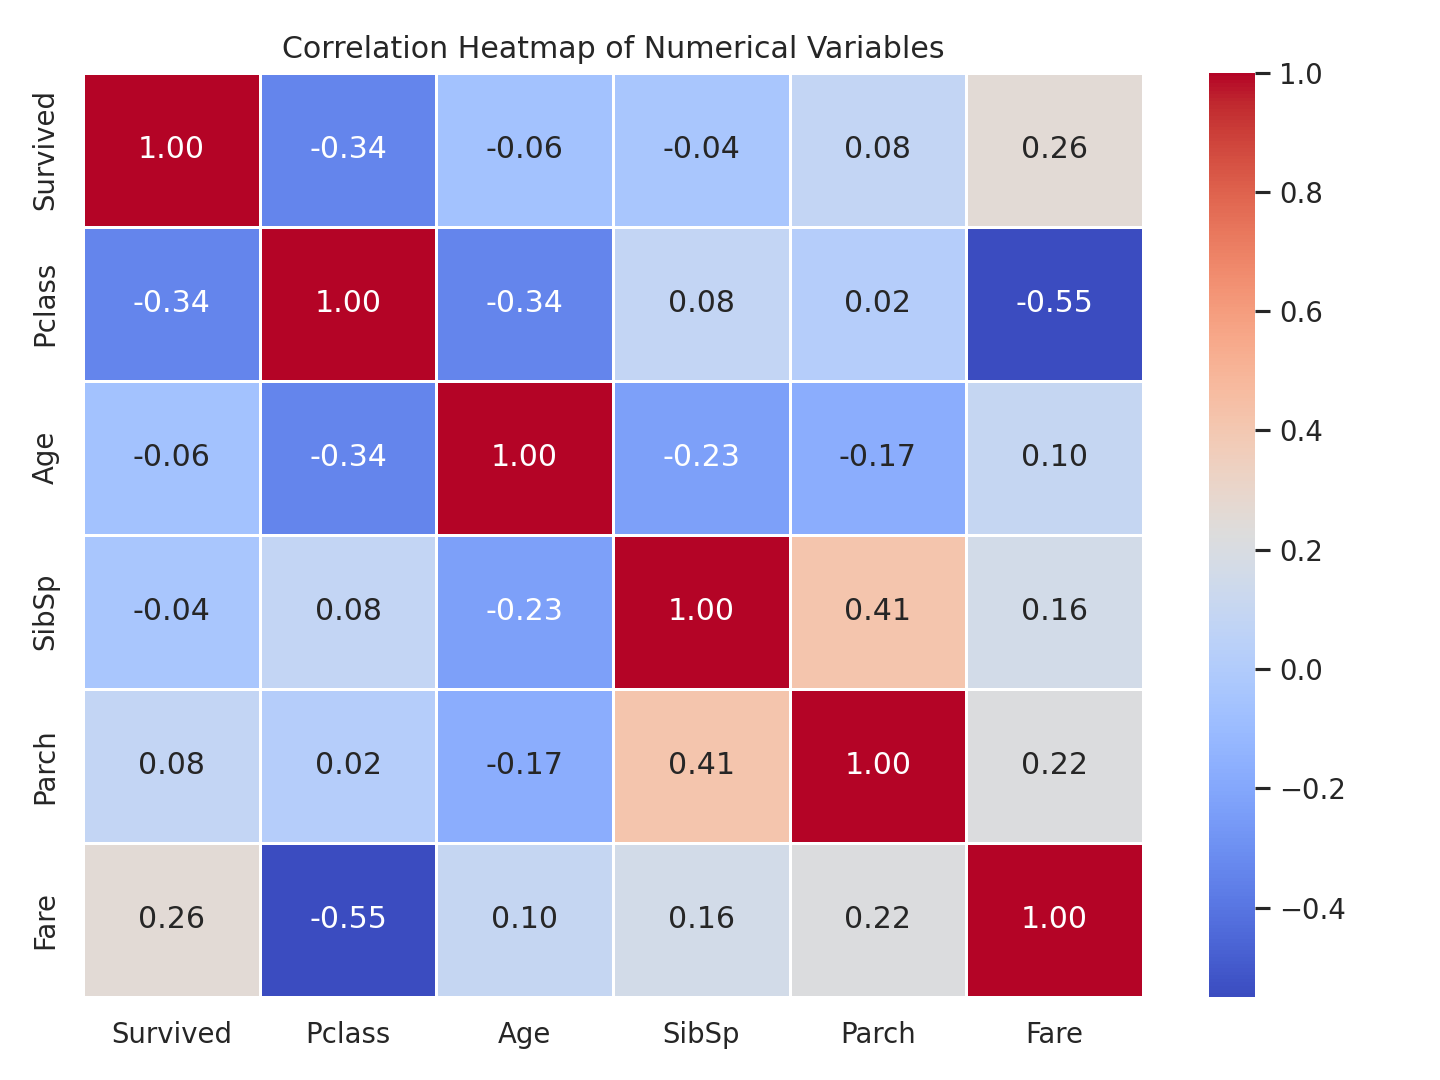 Correlation Heatmap of Numerical Variables
Survived 1.00 -0.34 -0.06 -0.04 0.08 0.26
Pclass -0.34 1.00 -0.34 0.08 0.02 -0.55
Age -0.06 -0.34 1.00 -0.23 -0.17 0.10
SibSp -0.04 0.08 -0.23 1.00 0.41 0.16
Parch 0.08 0.02 -0.17 0.41 1.00 0.22
Fare 0.26 -0.55 0.10 0.16 0.22 1.00
Survived Pclass Age SibSp Parch Fare
1.0
0.8
0.6
0.4
0.2
0.0
−0.2
−0.4